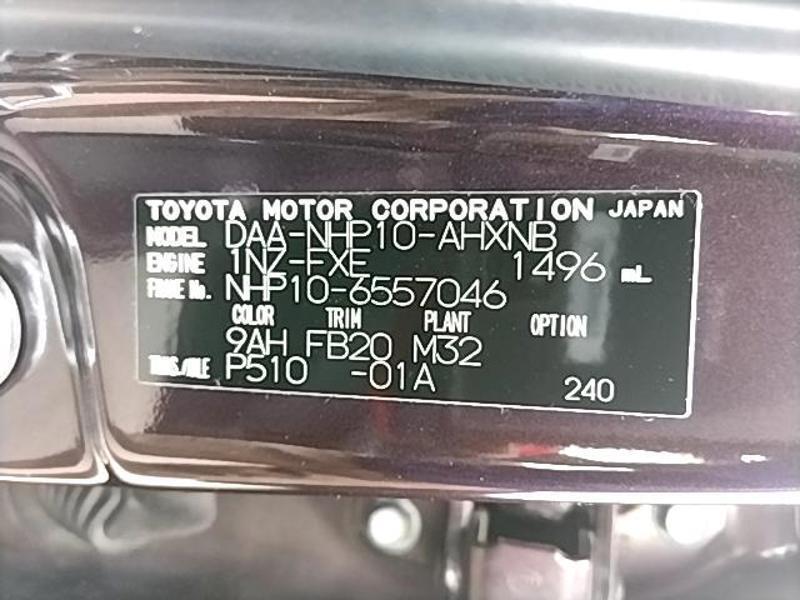 TOYOTA MOTOR CORPORATION JAPAN
MODEL DAA-NHP10-AHXNB
ENGINE 1NZ-FXE 1496 mL
FRAME No. NHP10-6557046
COLOR TRIM PLANT OPTION
9AH FB20 M32
TRNS/AXLE P510 -01A 240